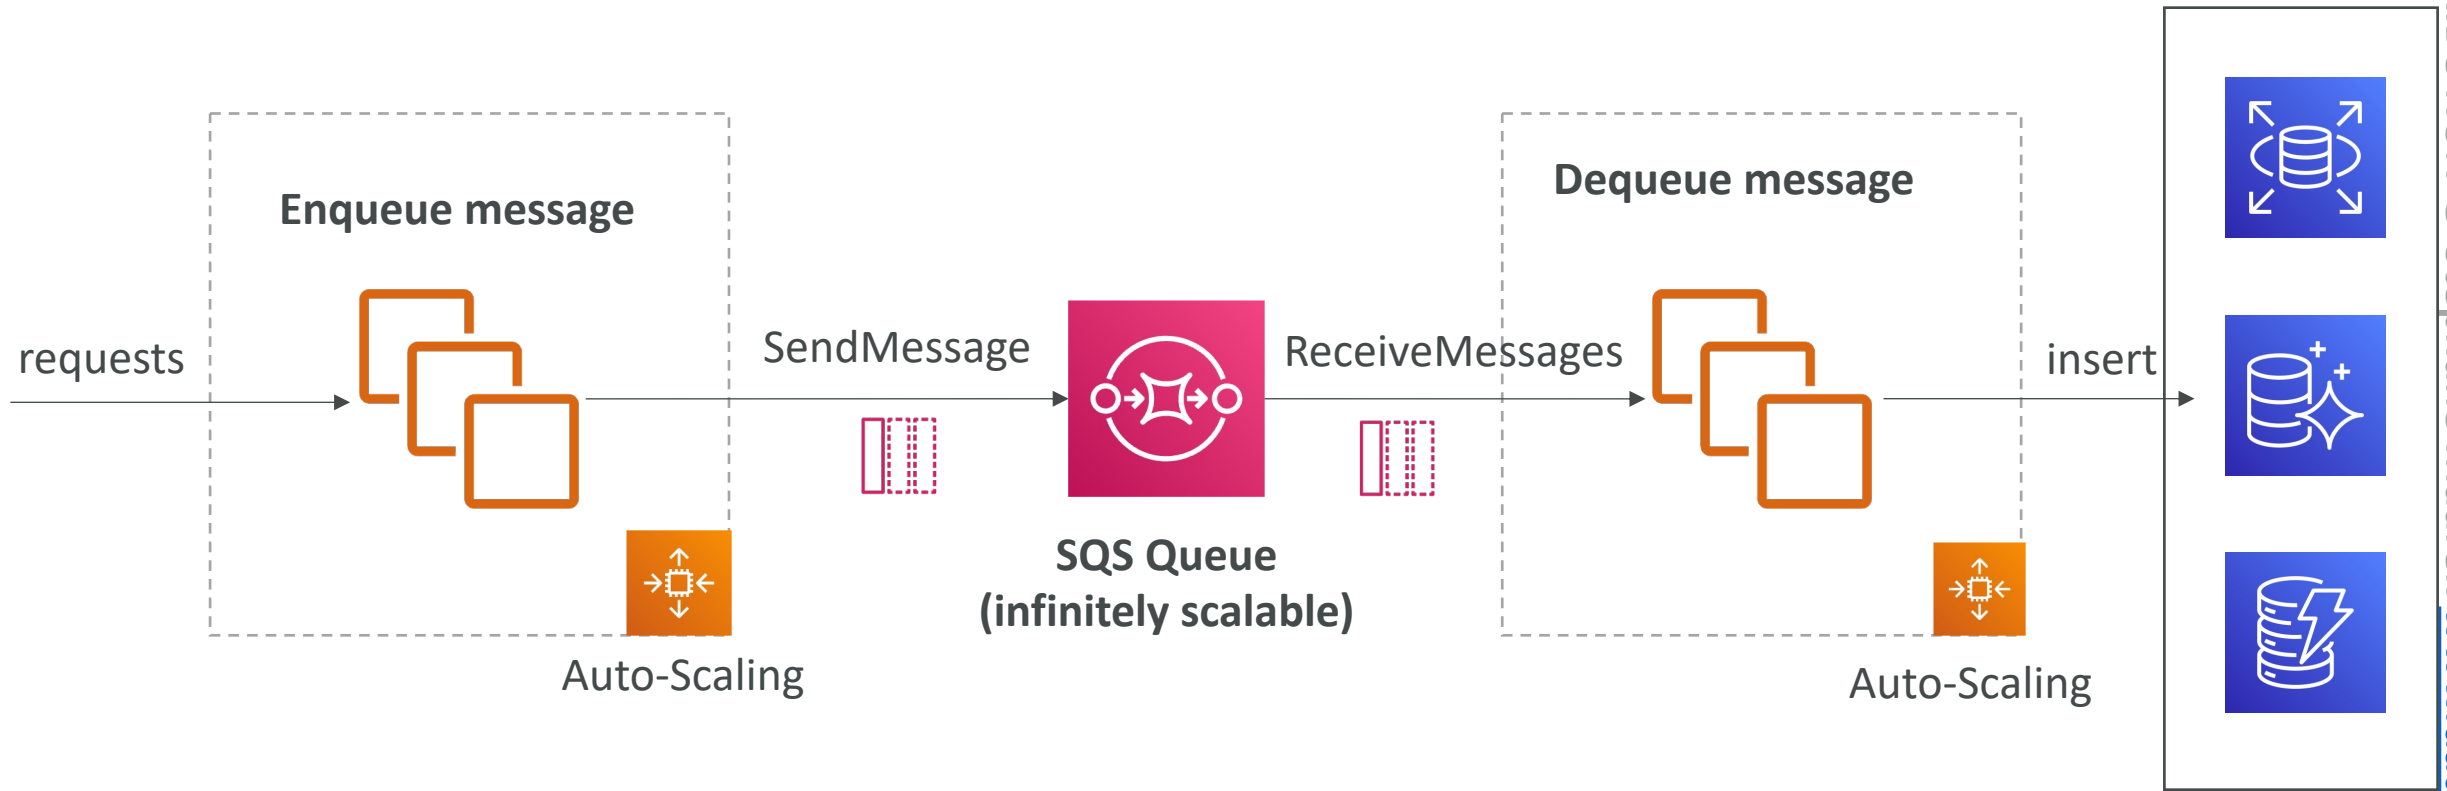 requests
Enqueue message
Auto-Scaling
SendMessage
SQS Queue
(infinitely scalable)
ReceiveMessages
Dequeue message
Auto-Scaling
insert